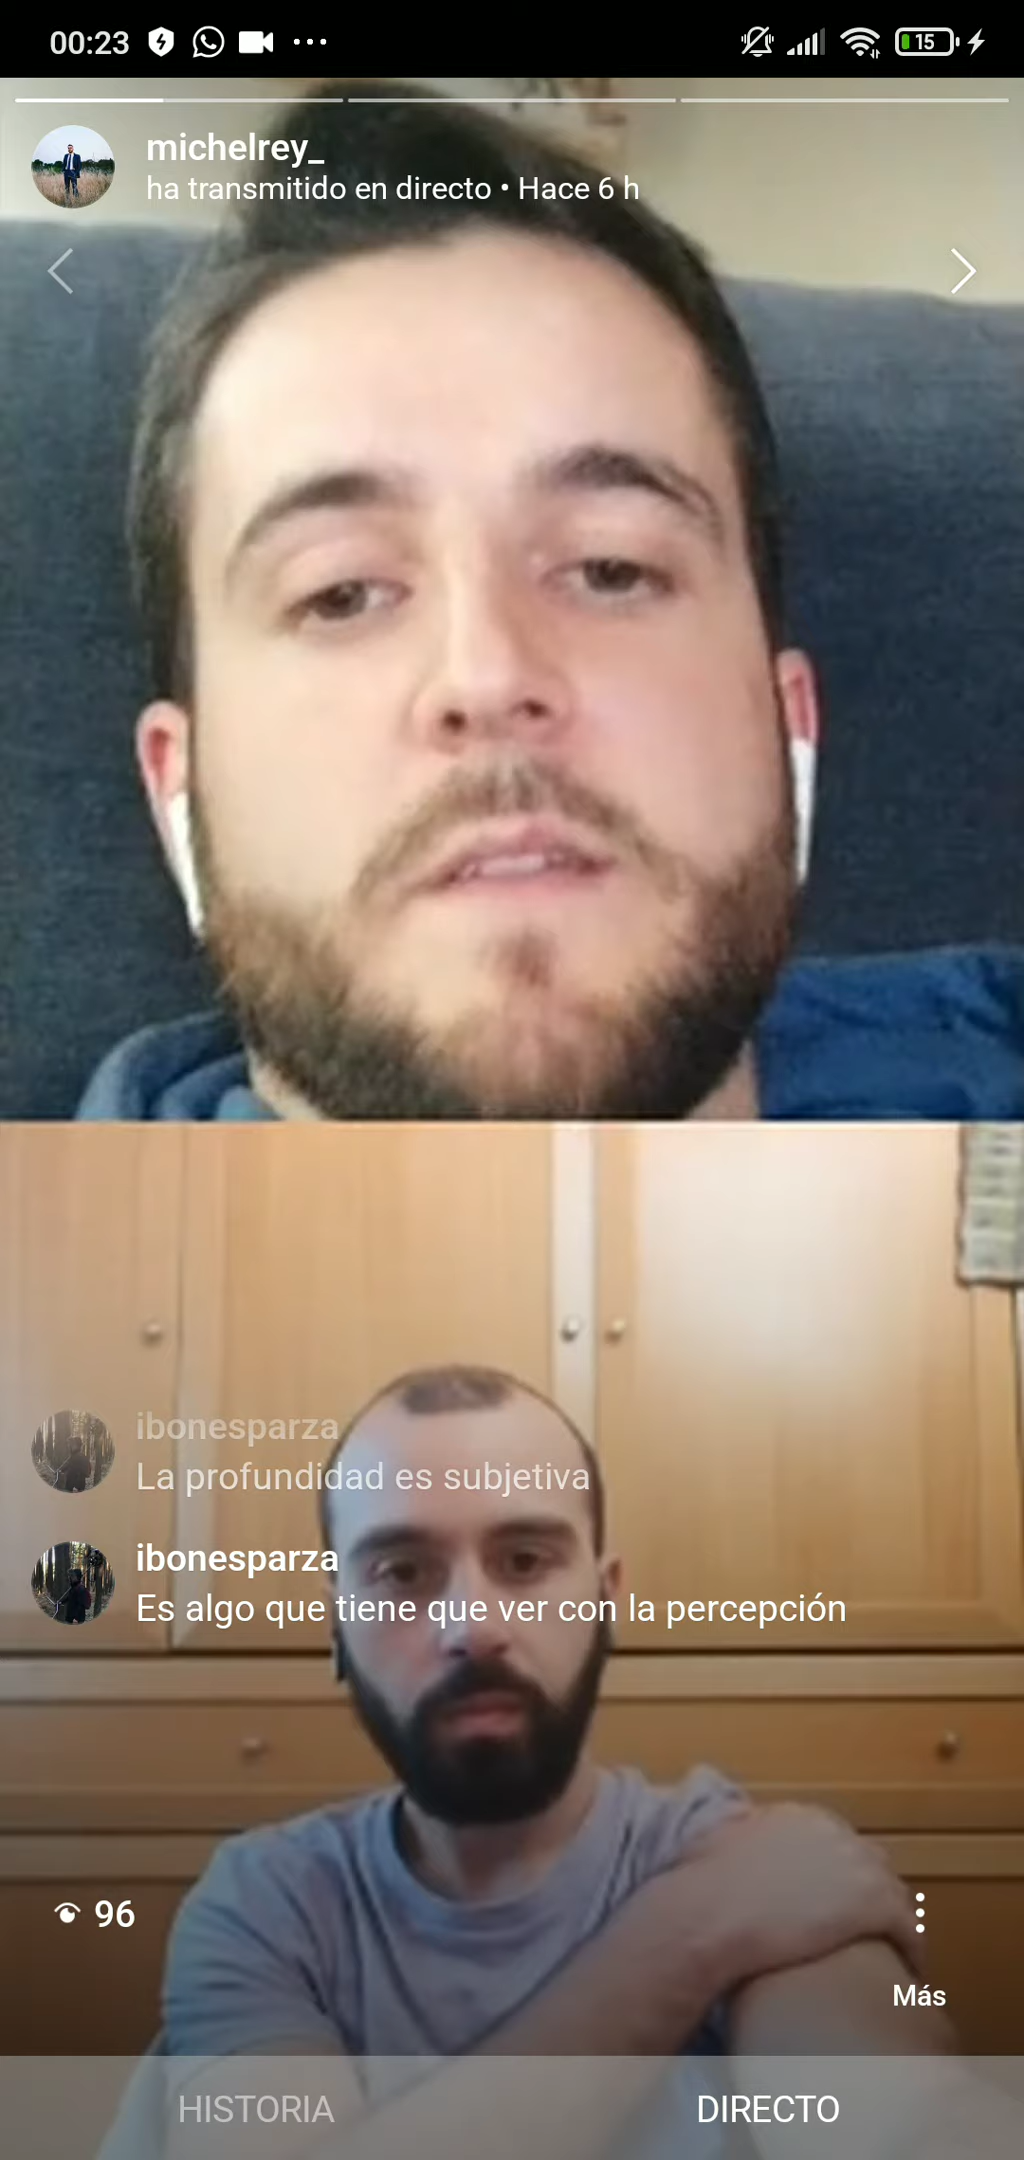 00:23
15
michelrey_
ha transmitido en directo • Hace 6 h
ibonesparza
La profundidad es subjetiva
ibonesparza
Es algo que tiene que ver con la percepción
96
Más
HISTORIA
DIRECTO